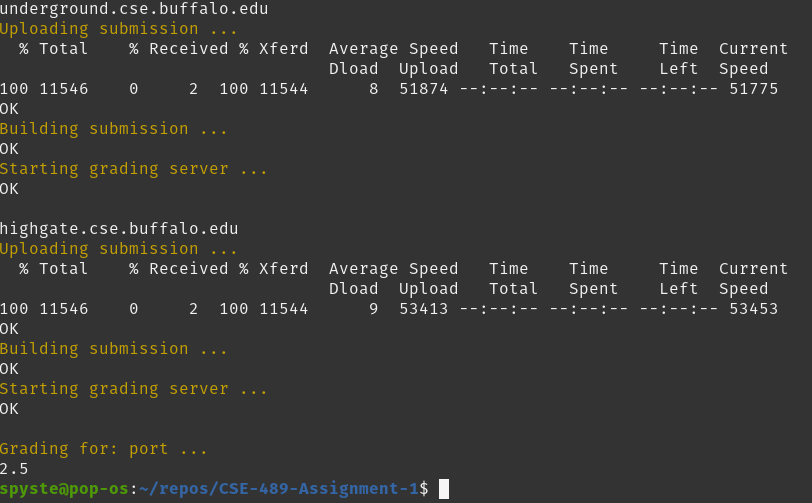 underground.cse.buffalo.edu
Uploading submission ...
  % Total    % Received % Xferd  Average Speed   Time    Time     Time  Current
                                 Dload  Upload   Total   Spent    Left  Speed
100 11546    0     2  100 11544      8  51874 --:--:-- --:--:-- --:--:-- 51775
OK
Building submission ...
OK
Starting grading server ...
OK

highgate.cse.buffalo.edu
Uploading submission ...
  % Total    % Received % Xferd  Average Speed   Time    Time     Time  Current
                                 Dload  Upload   Total   Spent    Left  Speed
100 11546    0     2  100 11544      9  53413 --:--:-- --:--:-- --:--:-- 53453
OK
Building submission ...
OK
Starting grading server ...
OK

Grading for: port ...
2.5
spyste@pop-os:~/repos/CSE-489-Assignment-1$